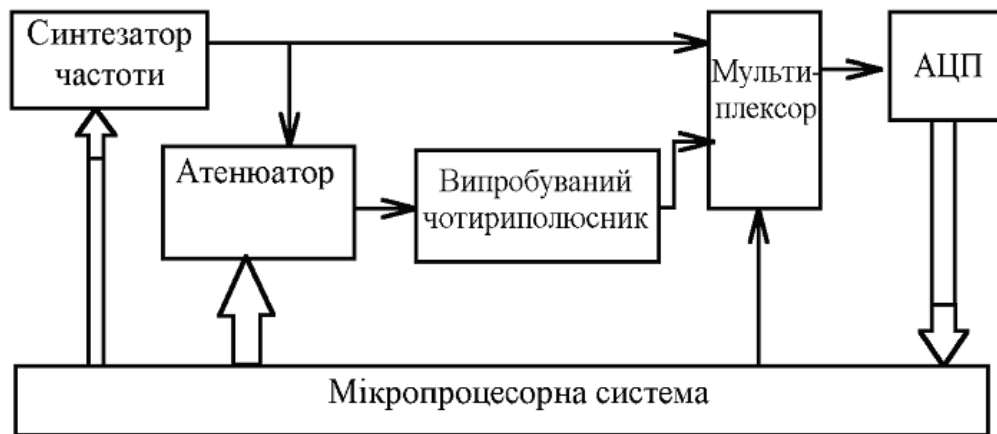 Синтезатор
частоти
Атенюатор
Випробуваний
чотириполюсник
Мульти-
плексор
АЦП
Мікропроцесорна система